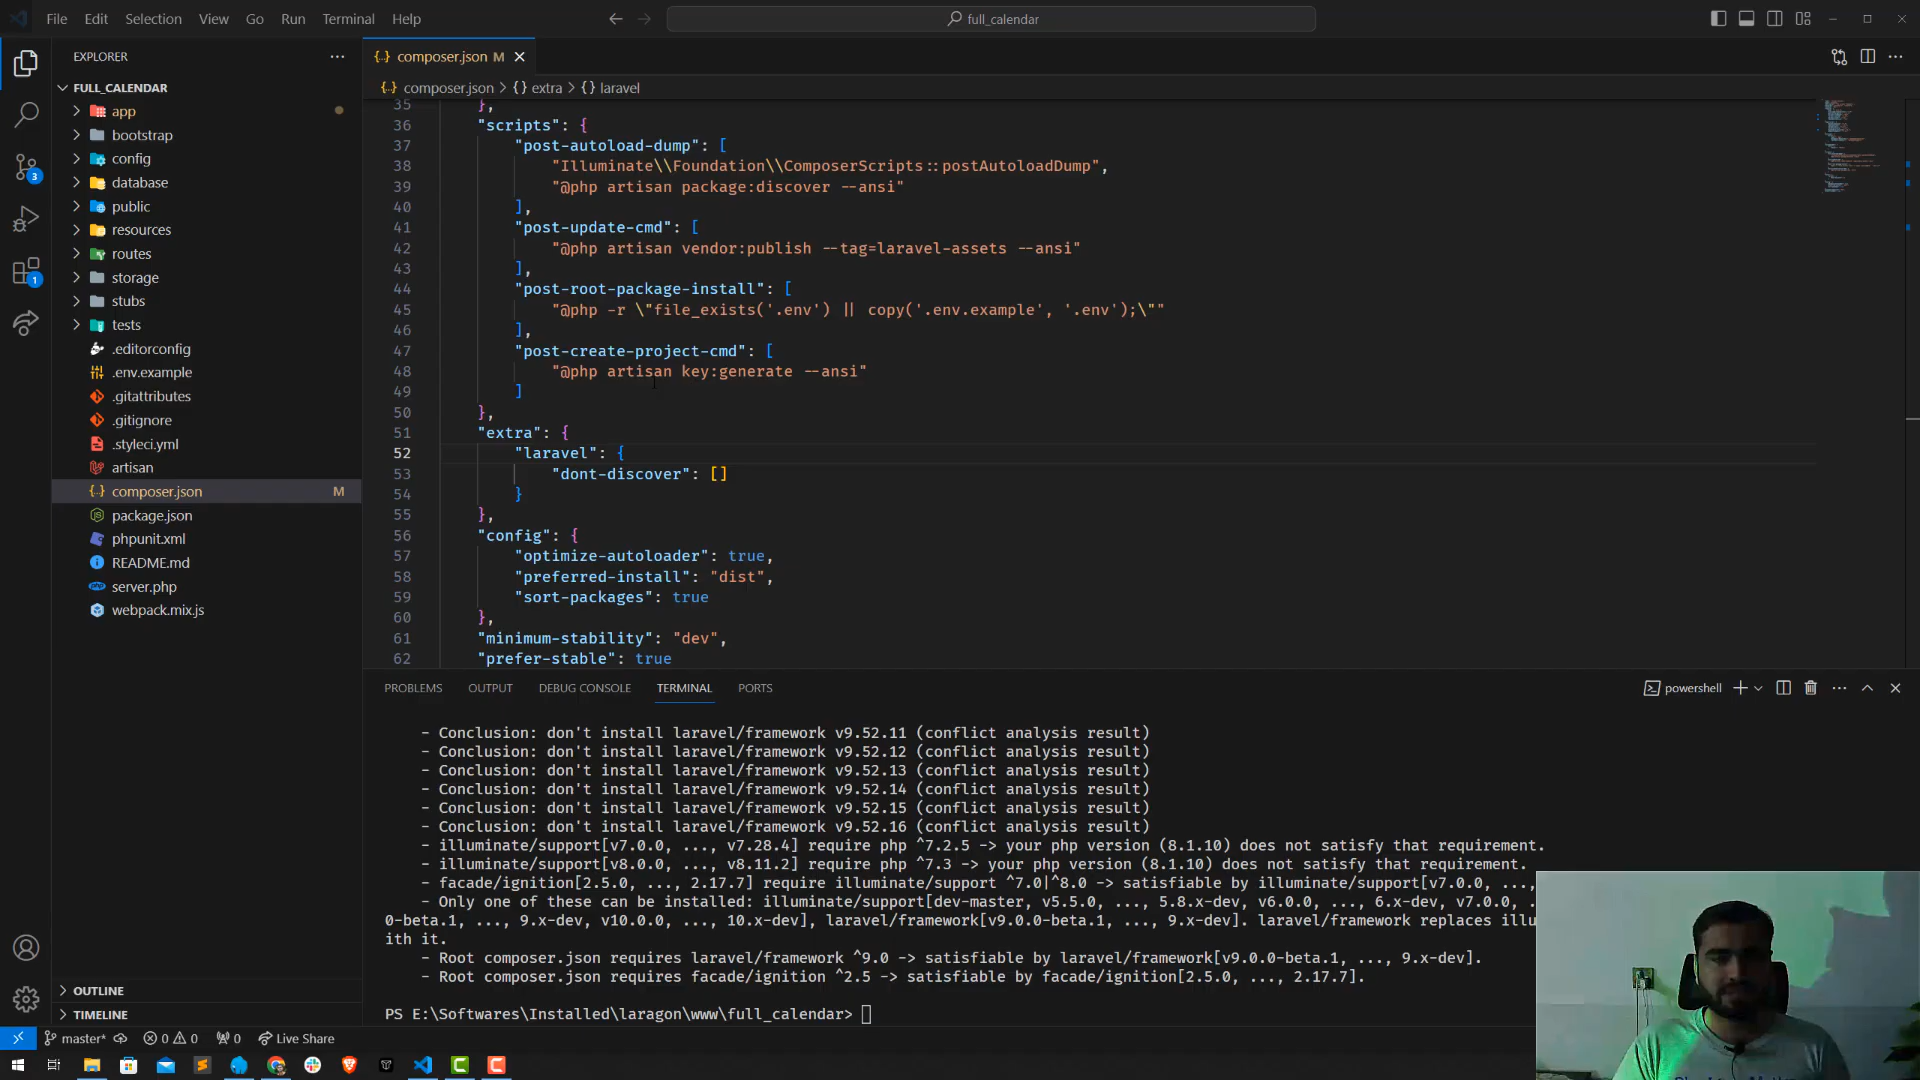 File Edit Selection View Go Run Terminal Help
full_calendar
EXPLORER
composer.json M
FULL_CALENDAR
composer.json > {} extra > {} laravel
app
bootstrap
config
database
public
resources
routes
storage
stubs
tests
.editorconfig
.env.example
.gitattributes
.gitignore
.styleci.yml
artisan
composer.json M
package.json
phpunit.xml
README.md
server.php
webpack.mix.js
3
1
35 },
36 "scripts": {
37 "post-autoload-dump": [
38 "Illuminate\\Foundation\\ComposerScripts::postAutoloadDump",
39 "@php artisan package:discover --ansi"
40 ],
41 "post-update-cmd": [
42 "@php artisan vendor:publish --tag=laravel-assets --ansi"
43 ],
44 "post-root-package-install": [
45 "@php -r \"file_exists('.env') || copy('.env.example', '.env');\""
46 ],
47 "post-create-project-cmd": [
48 "@php artisan key:generate --ansi"
49 ]
50 },
51 "extra": {
52 "laravel": {
53 "dont-discover": []
54 }
55 },
56 "config": {
57 "optimize-autoloader": true,
58 "preferred-install": "dist",
59 "sort-packages": true
60 },
61 "minimum-stability": "dev",
62 "prefer-stable": true
PROBLEMS OUTPUT DEBUG CONSOLE TERMINAL PORTS
powershell
- Conclusion: don't install laravel/framework v9.52.11 (conflict analysis result)
- Conclusion: don't install laravel/framework v9.52.12 (conflict analysis result)
- Conclusion: don't install laravel/framework v9.52.13 (conflict analysis result)
- Conclusion: don't install laravel/framework v9.52.14 (conflict analysis result)
- Conclusion: don't install laravel/framework v9.52.15 (conflict analysis result)
- Conclusion: don't install laravel/framework v9.52.16 (conflict analysis result)
- illuminate/support[v7.0.0, ..., v7.28.4] require php ^7.2.5 -> your php version (8.1.10) does not satisfy that requirement.
- illuminate/support[v8.0.0, ..., v8.11.2] require php ^7.3 -> your php version (8.1.10) does not satisfy that requirement.
- facade/ignition[2.5.0, ..., 2.17.7] require illuminate/support ^7.0|^8.0 -> satisfiable by illuminate/support[v7.0.0, ...,
- Only one of these can be installed: illuminate/support[dev-master, v5.5.0, ..., 5.8.x-dev, v6.0.0, ..., 6.x-dev, v7.0.0, ..
0-beta.1, ..., 9.x-dev, v10.0.0, ..., 10.x-dev], laravel/framework[v9.0.0-beta.1, ..., 9.x-dev]. laravel/framework replaces illu
ith it.
- Root composer.json requires laravel/framework ^9.0 -> satisfiable by laravel/framework[v9.0.0-beta.1, ..., 9.x-dev].
- Root composer.json requires facade/ignition ^2.5 -> satisfiable by facade/ignition[2.5.0, ..., 2.17.7].
PS E:\Softwares\Installed\laragon\www\full_calendar>
OUTLINE
TIMELINE
master* 0 0 0 Live Share